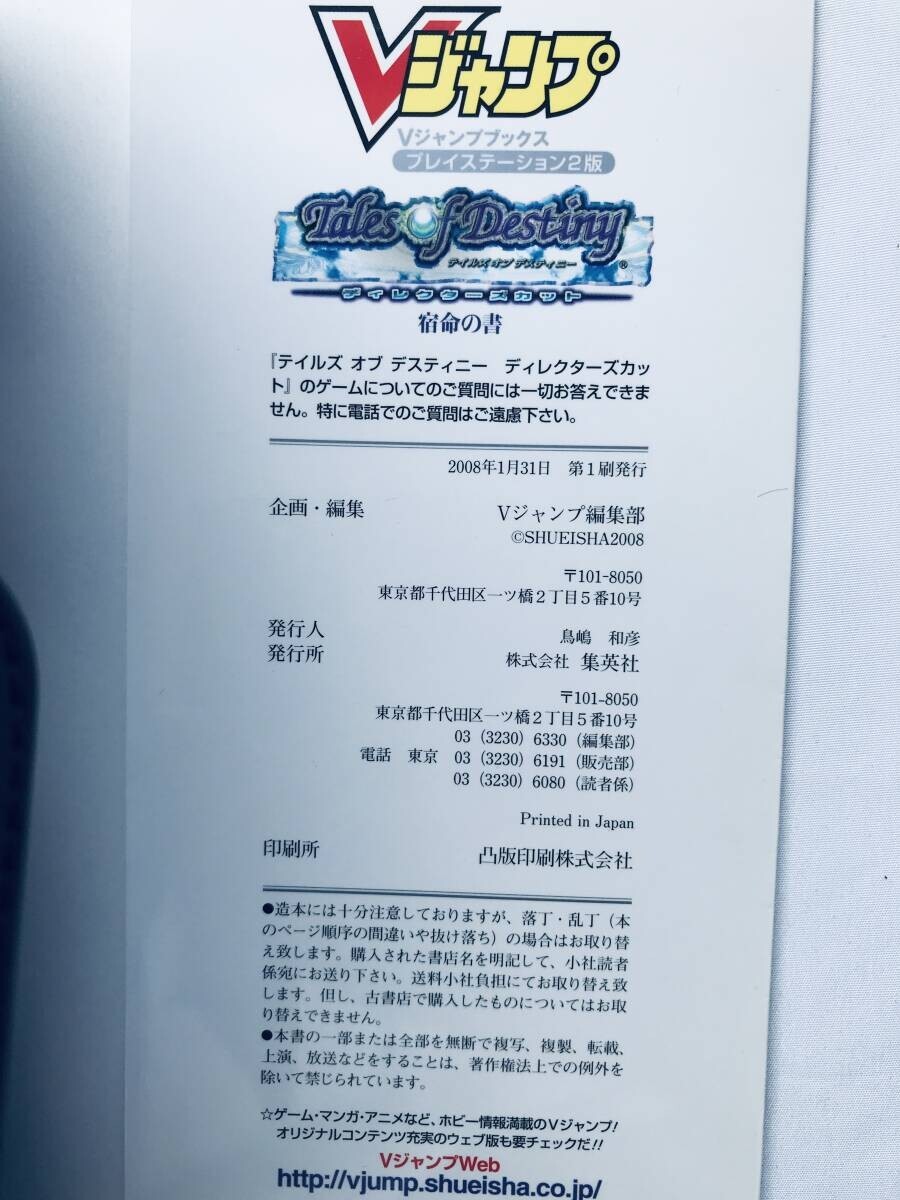 Vジャンプ
Vジャンプブックス
プレイステーション2版
Tales of Destiny
テイルズ オブ デスティニー
®
ディレクターズカット
宿命の書
『テイルズ オブ デスティニー　ディレクターズカッ
ト』のゲームについてのご質問には一切お答えできま
せん。特に電話でのご質問はご遠慮下さい。
2008年1月31日　第1刷発行
企画・編集　Vジャンプ編集部
©SHUEISHA2008
〒101-8050
東京都千代田区一ツ橋2丁目5番10号
発行人　鳥嶋　和彦
発行所　株式会社 集英社
〒101-8050
東京都千代田区一ツ橋2丁目5番10号
03（3230）6330（編集部）
電話　東京　03（3230）6191（販売部）
03（3230）6080（読者係）
Printed in Japan
印刷所　凸版印刷株式会社
●造本には十分注意しておりますが、落丁・乱丁（本
のページ順序の間違いや抜け落ち）の場合はお取り替
え致します。購入された書店名を明記して、小社読者
係宛にお送り下さい。送料小社負担にてお取り替え致
します。但し、古書店で購入したものについてはお取
り替えできません。
●本書の一部または全部を無断で複写、複製、転載、
上演、放送などをすることは、著作権法上での例外を
除いて禁じられています。
☆ゲーム・マンガ・アニメなど、ホビー情報満載のVジャンプ!
オリジナルコンテンツ充実のウェブ版も要チェックだ!!
VジャンプWeb
http://vjump.shueisha.co.jp/